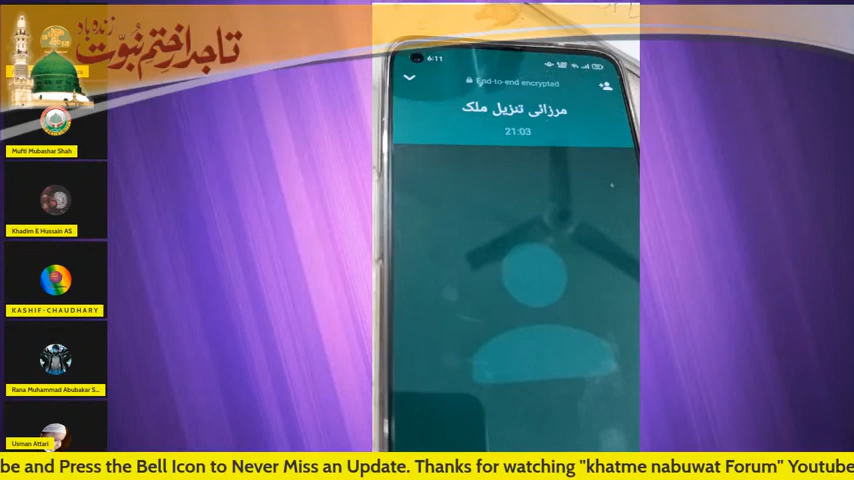 زندہ باد
تاجدارِ ختمِ نبوّت
6:11
End-to-end encrypted
مرزائی تنزیل ملک
21:03
Mufti Mubashar Shah
Khadim E Hussain AS
KASHIF-CHAUDHARY
Rana Muhammad Abubakar S...
Usman Attari
be and Press the Bell Icon to Never Miss an Update. Thanks for watching "khatme nabuwat Forum" Youtube